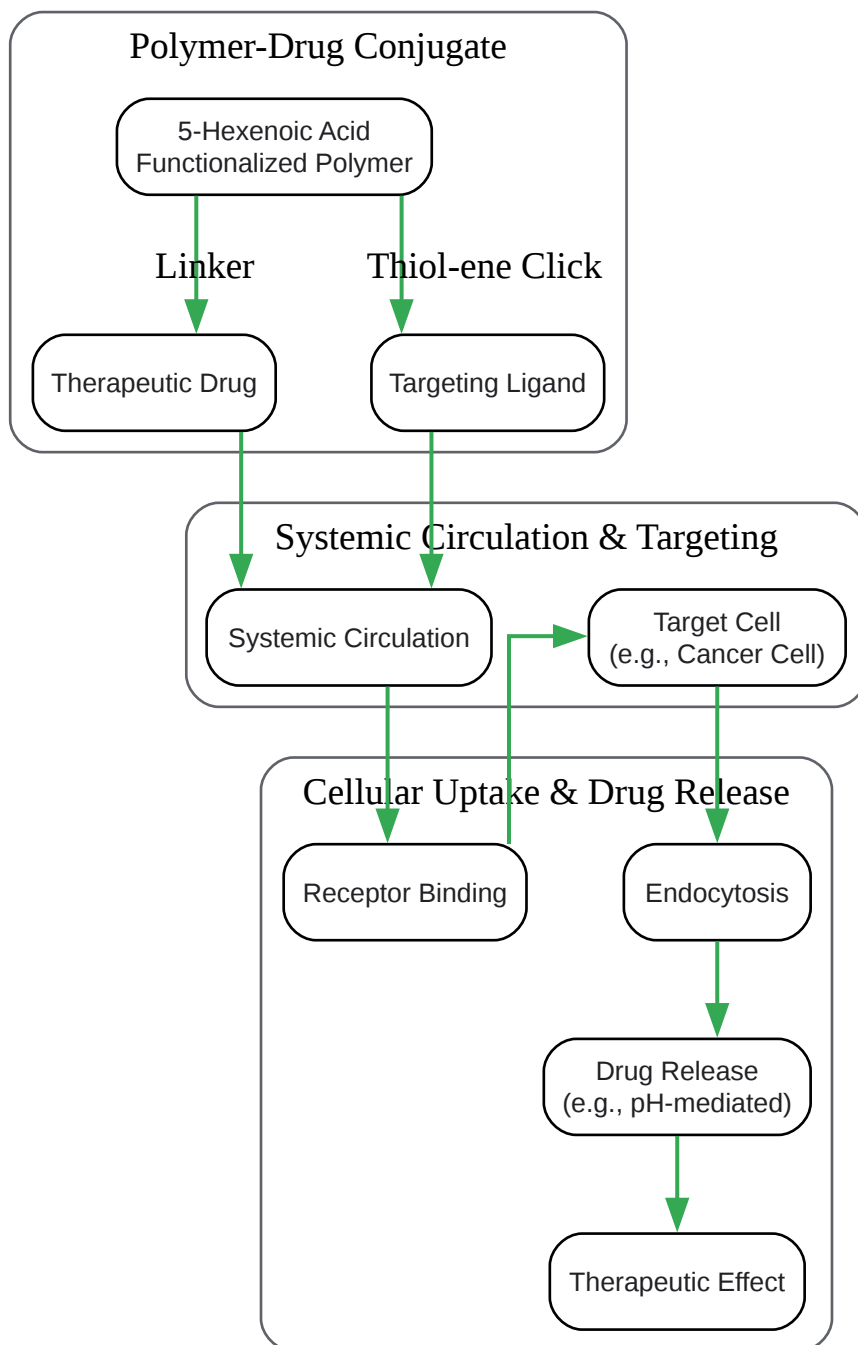 Polymer-Drug Conjugate
5-Hexenoic Acid
Functionalized Polymer
Linker
Thiol-ene Click
Therapeutic Drug
Targeting Ligand
Systemic Circulation & Targeting
Systemic Circulation
Target Cell
(e.g., Cancer Cell)
Cellular Uptake & Drug Release
Receptor Binding
Endocytosis
Drug Release
(e.g., pH-mediated)
Therapeutic Effect